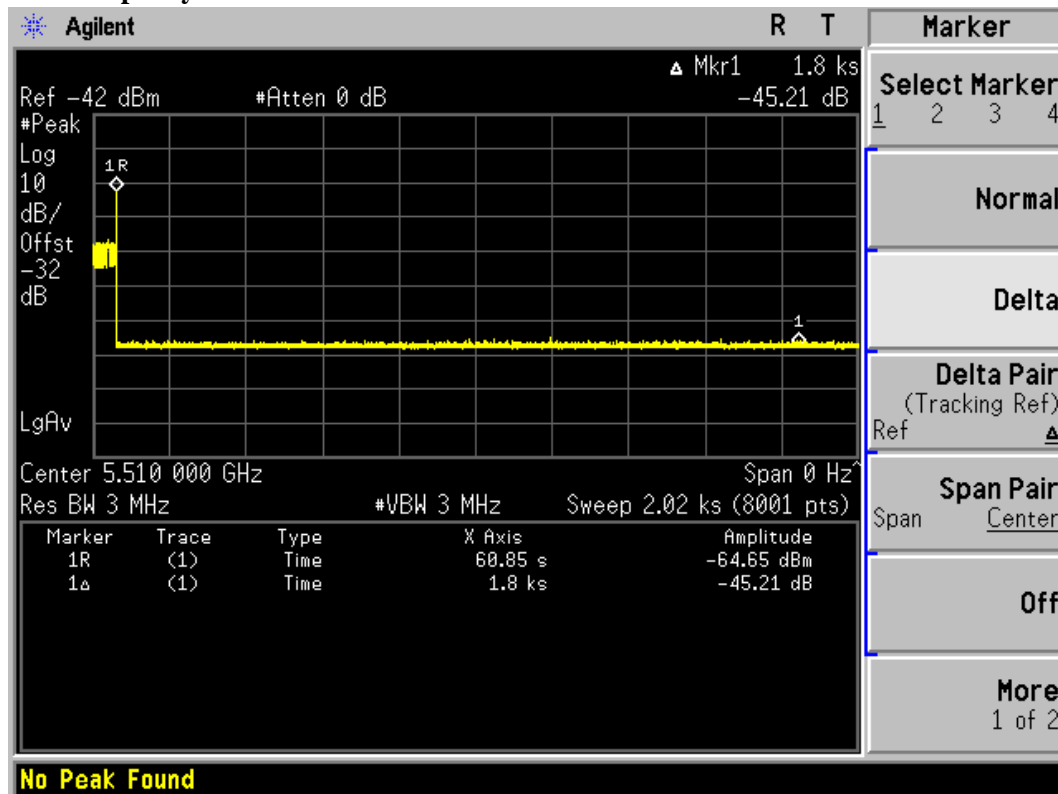 Agilent R T
Δ Mkr1 1.8 ks
Ref -42 dBm #Atten 0 dB -45.21 dB
#Peak
Log
10
dB/
Offst
-32
dB
LgAv
1R
1
Center 5.510 000 GHz Span 0 Hz^
Res BW 3 MHz #VBW 3 MHz Sweep 2.02 ks (8001 pts)
Marker Trace Type X Axis Amplitude
1R (1) Time 60.85 s -64.65 dBm
1Δ (1) Time 1.8 ks -45.21 dB
No Peak Found
Marker
Select Marker
1 2 3 4
Normal
Delta
Delta Pair
(Tracking Ref)
Ref Δ
Span Pair
Span Center
Off
More
1 of 2